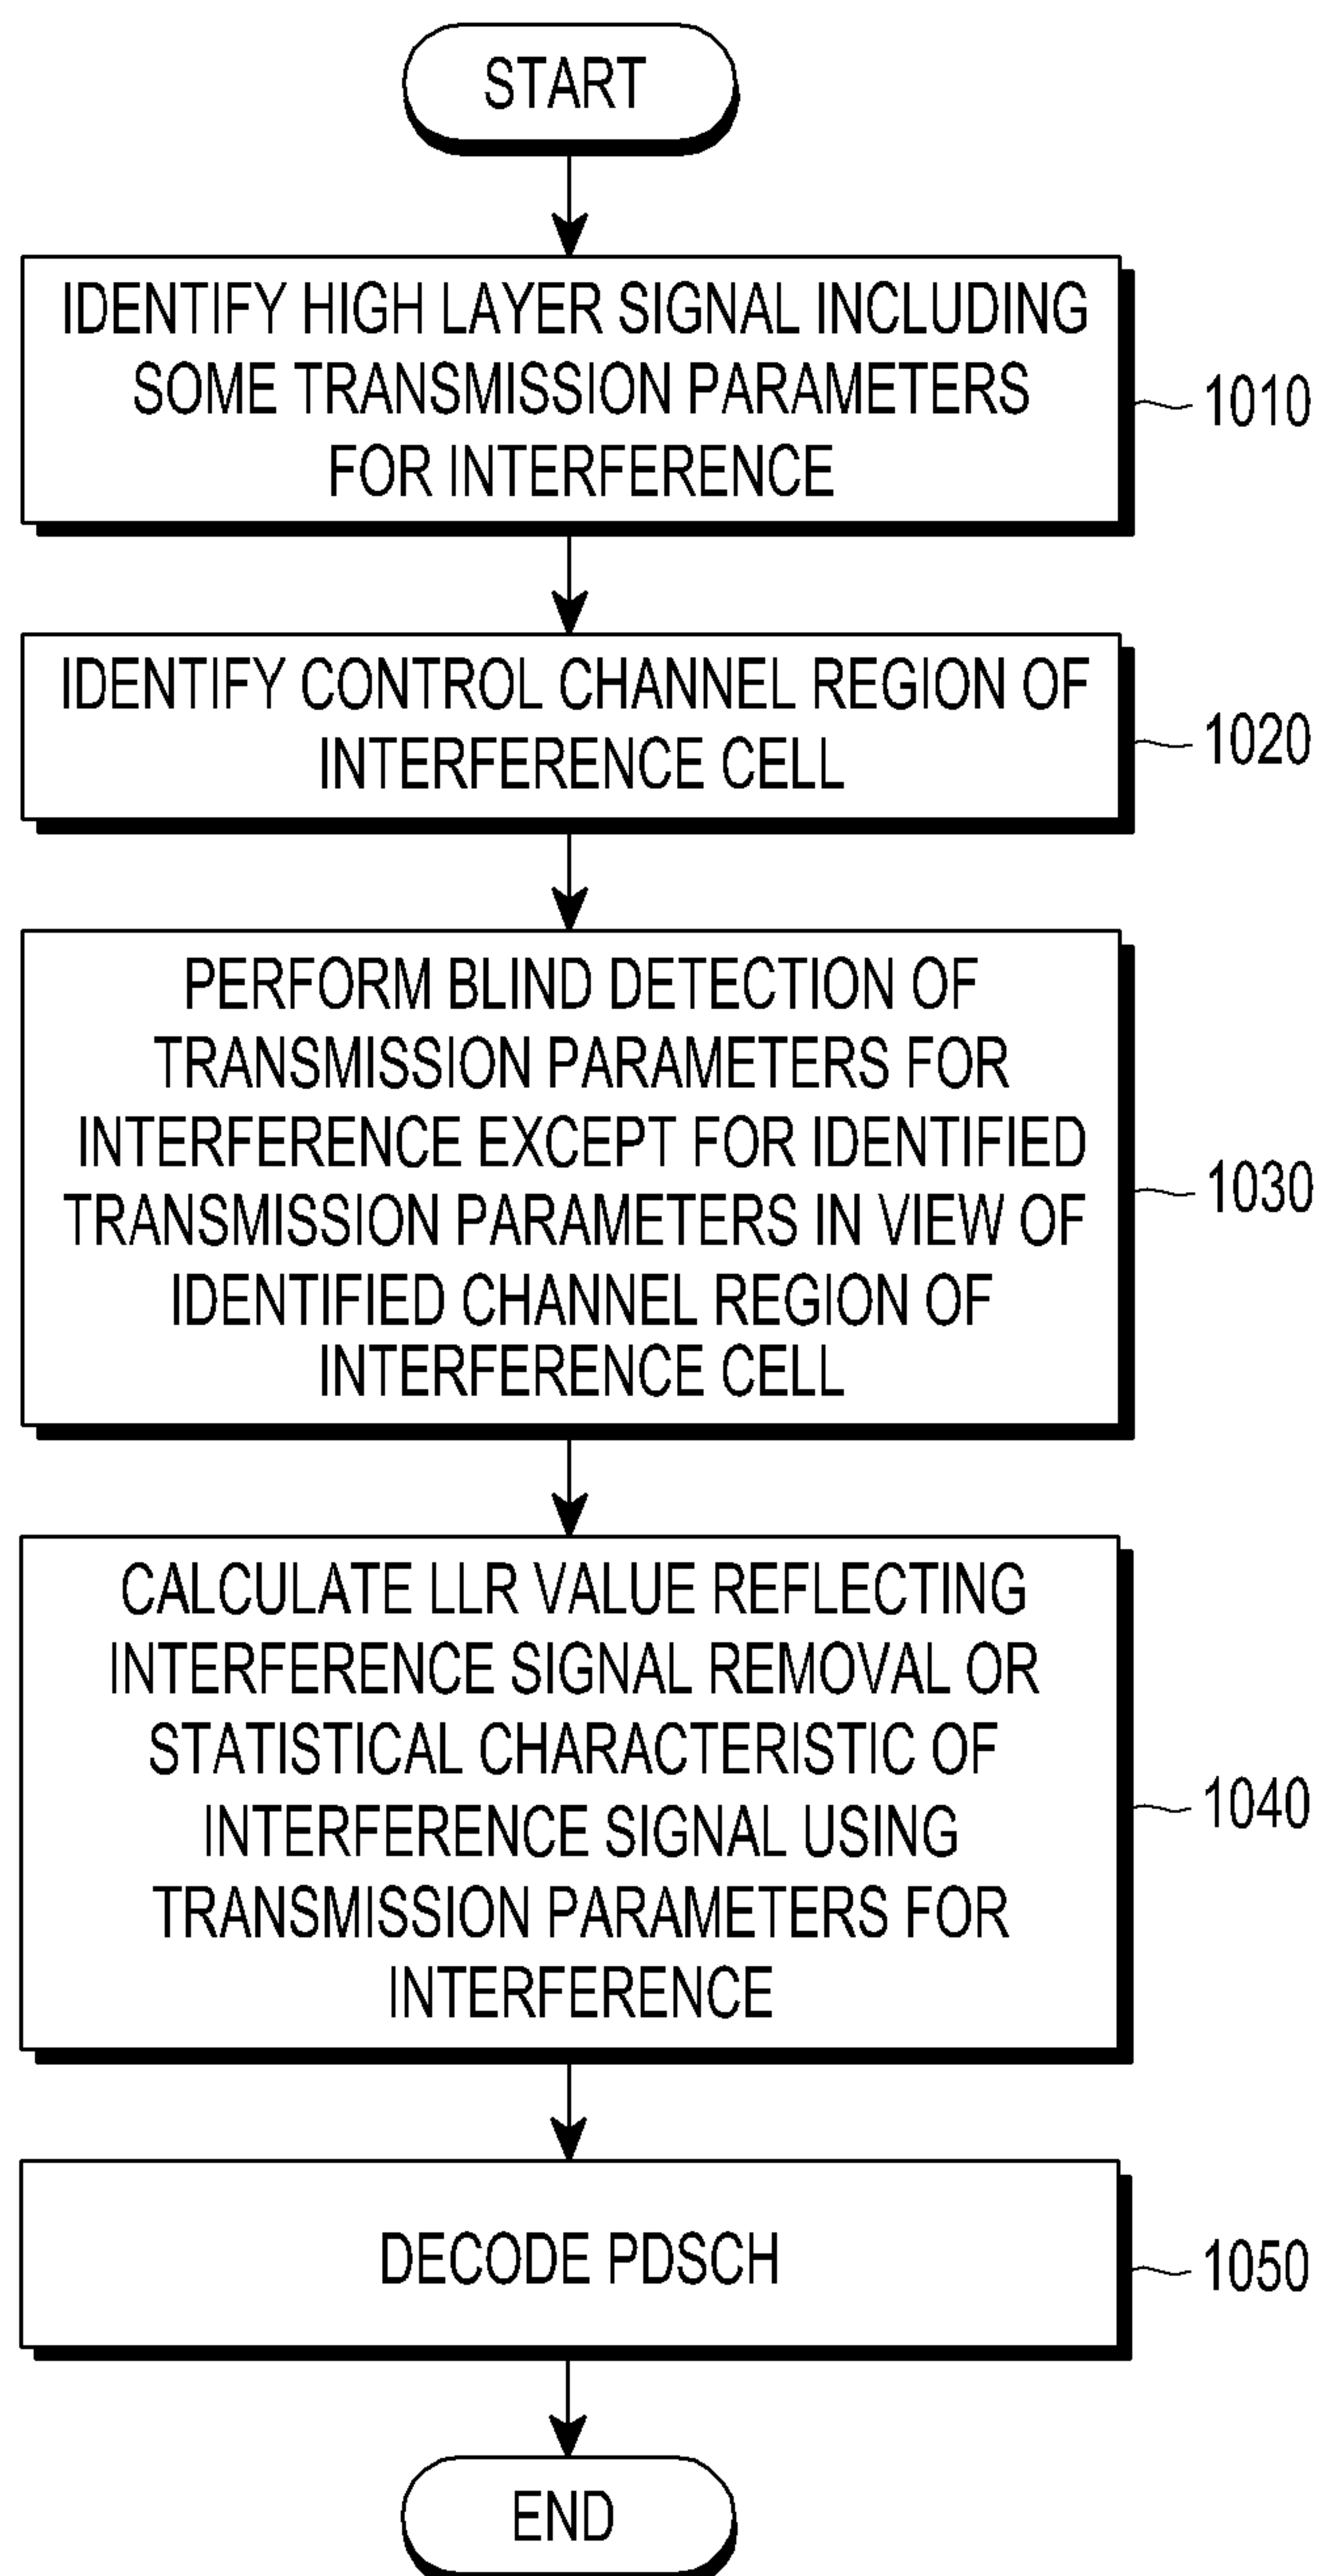 START
IDENTIFY HIGH LAYER SIGNAL INCLUDING
SOME TRANSMISSION PARAMETERS
FOR INTERFERENCE
1010
IDENTIFY CONTROL CHANNEL REGION OF
INTERFERENCE CELL
1020
PERFORM BLIND DETECTION OF
TRANSMISSION PARAMETERS FOR
INTERFERENCE EXCEPT FOR IDENTIFIED
TRANSMISSION PARAMETERS IN VIEW OF
IDENTIFIED CHANNEL REGION OF
INTERFERENCE CELL
1030
CALCULATE LLR VALUE REFLECTING
INTERFERENCE SIGNAL REMOVAL OR
STATISTICAL CHARACTERISTIC OF
INTERFERENCE SIGNAL USING
TRANSMISSION PARAMETERS FOR
INTERFERENCE
1040
DECODE PDSCH
1050
END